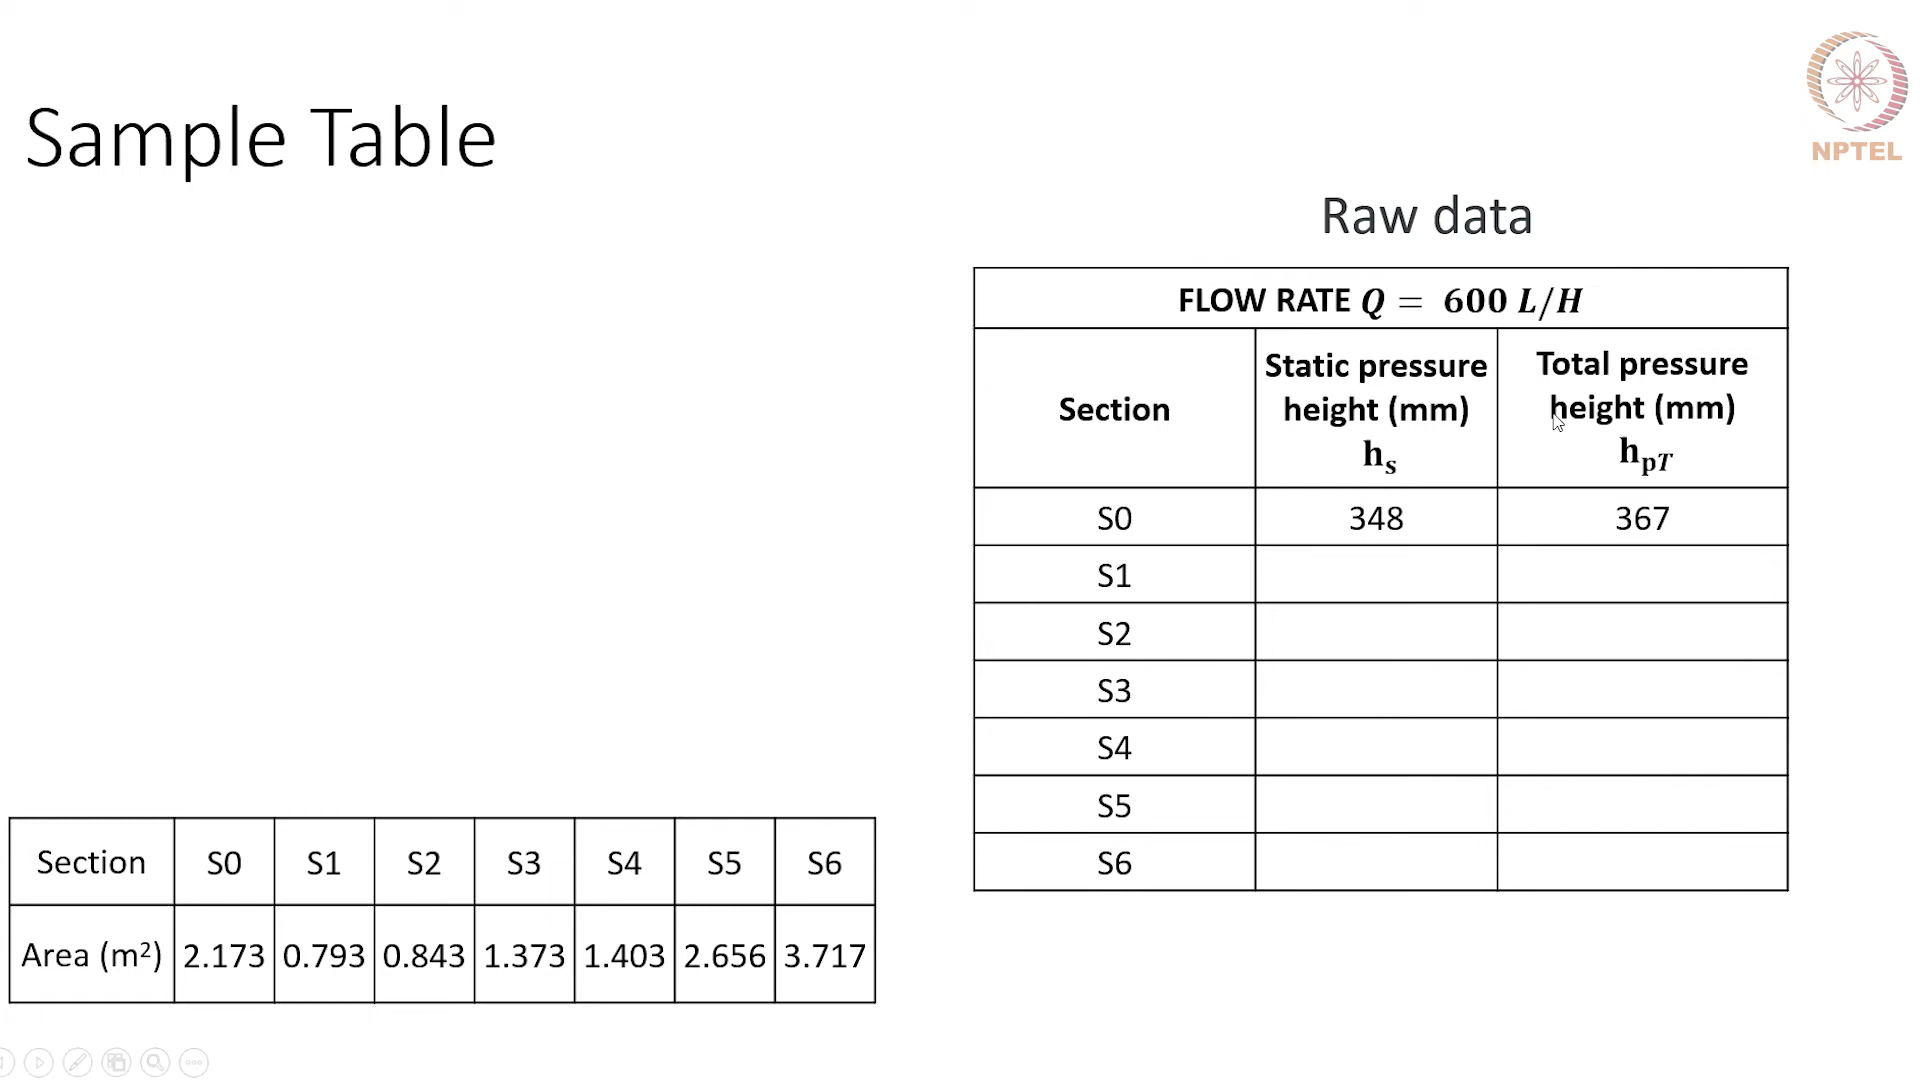 NPTEL
Sample Table
Raw data
FLOW RATE Q = 600 L/H
Section
Static pressure
height (mm)
hs
Total pressure
height (mm)
hpT
S0 348 367
S1
S2
S3
S4
S5
S6
Section S0 S1 S2 S3 S4 S5 S6
Area (m²) 2.173 0.793 0.843 1.373 1.403 2.656 3.717